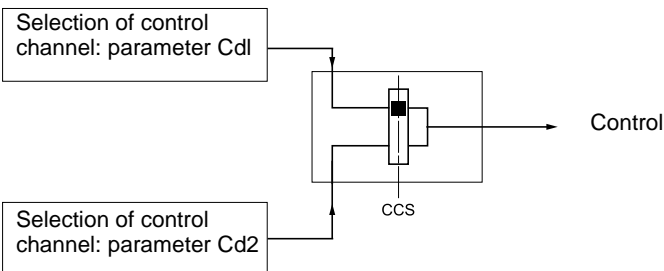 Selection of control
channel: parameter Cdl
Control
CCS
Selection of control
channel: parameter Cd2